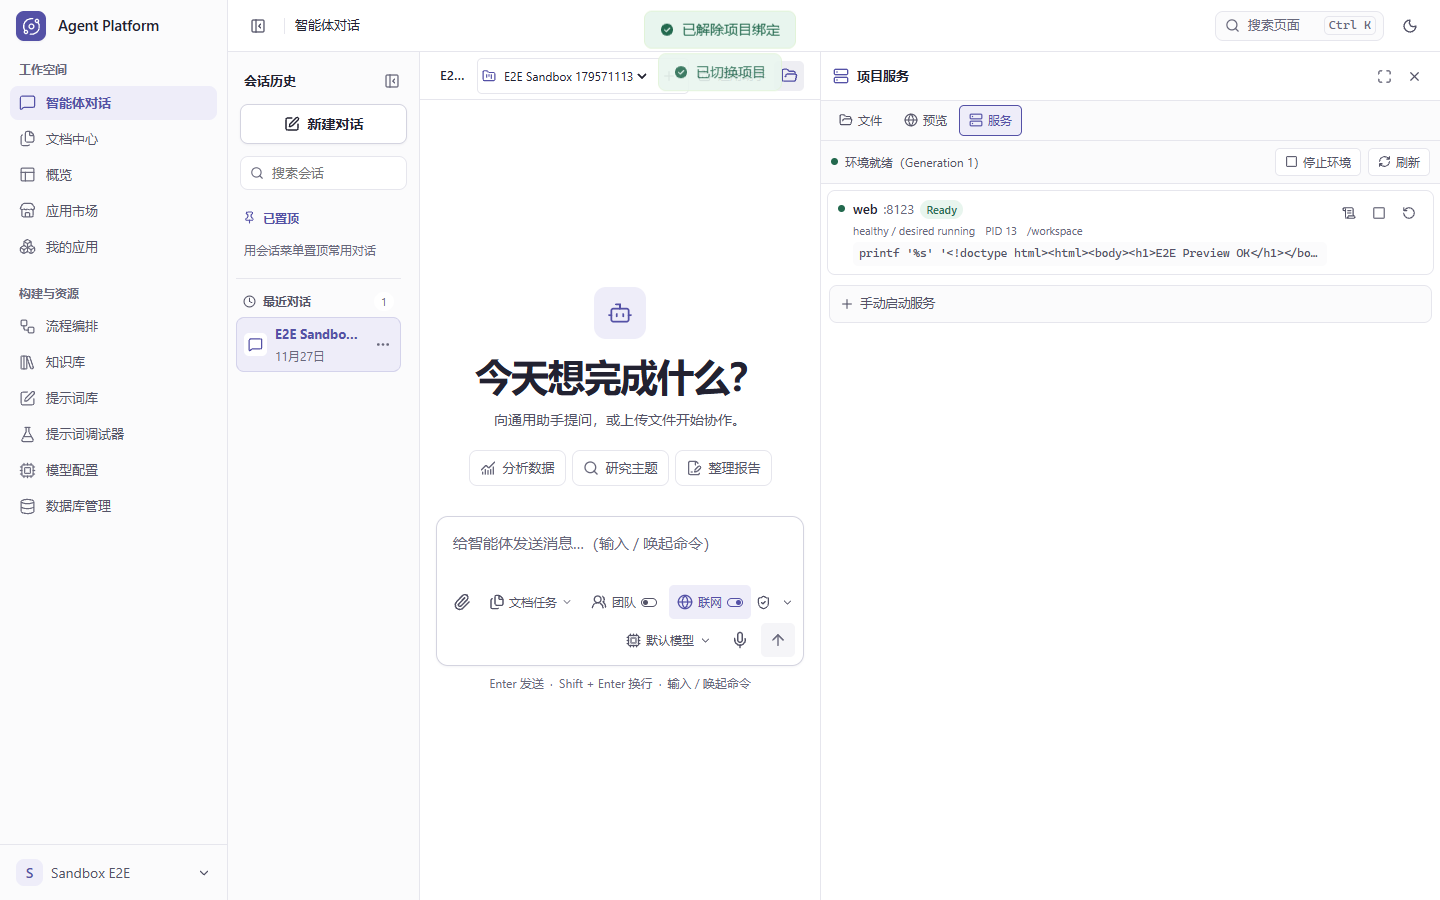 Agent Platform
工作空间
智能体对话
文档中心
概览
应用市场
我的应用
构建与资源
流程编排
知识库
提示词库
提示词调试器
模型配置
数据库管理
S
Sandbox E2E
智能体对话
已解除项目绑定
已切换项目
搜索页面
Ctrl K
会话历史
新建对话
搜索会话
已置顶
用会话菜单置顶常用对话
最近对话
1
E2E Sandbo...
11月27日
E2...
E2E Sandbox 179571113
今天想完成什么？
向通用助手提问，或上传文件开始协作。
分析数据
研究主题
整理报告
给智能体发送消息... （输入 / 唤起命令）
文档任务
团队
联网
默认模型
Enter 发送 · Shift + Enter 换行 · 输入 / 唤起命令
项目服务
文件
预览
服务
环境就绪（Generation 1）
停止环境
刷新
web :8123 Ready
healthy / desired running PID 13 /workspace
printf '%s' '<!doctype html><html><body><h1>E2E Preview OK</h1></bo…
手动启动服务